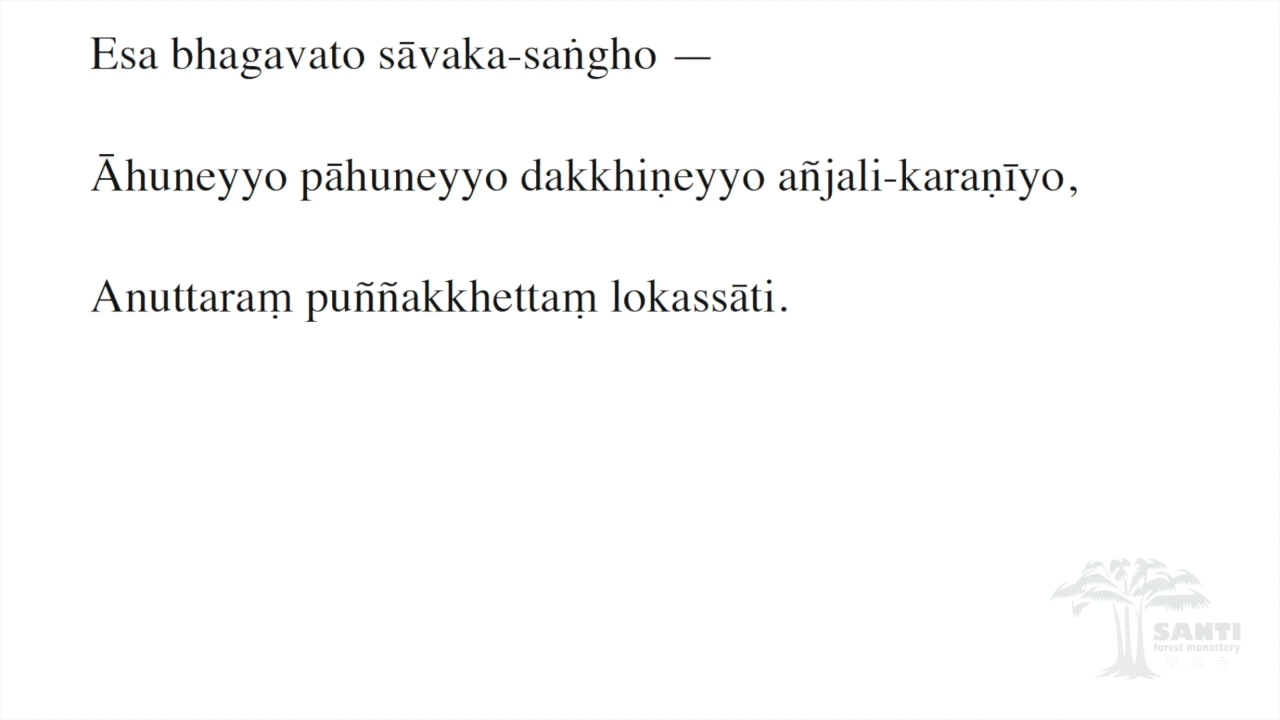 Esa bhagavato sāvaka-saṅgho —
Āhuneyyo pāhuneyyo dakkhiṇeyyo añjali-karaṇīyo,
Anuttaraṃ puññakkhettaṃ lokassāti.
SANTI
forest monastery